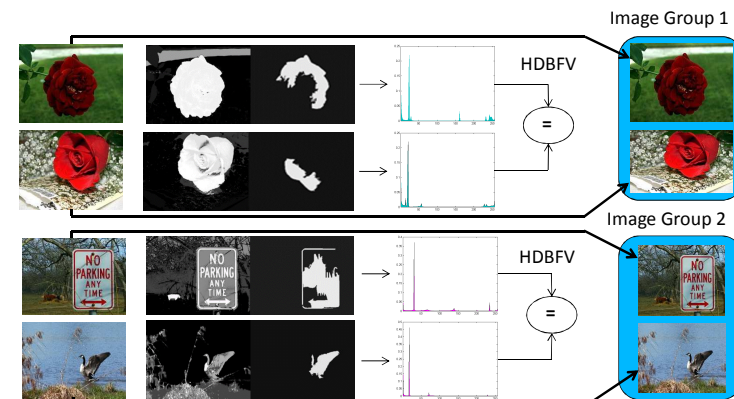 Image Group 1
HDBFV
=
Image Group 2
HDBFV
=
NO
PARKING
ANY
TIME
NO
PARKING
ANY
TIME
NO
PARKING
ANY
TIME